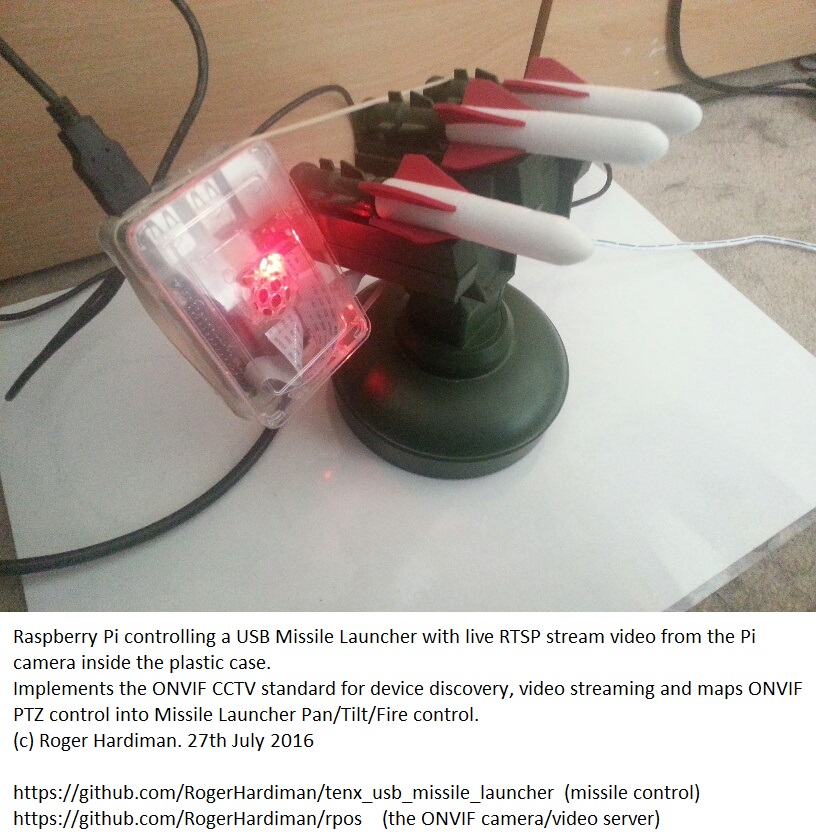 Raspberry Pi controlling a USB Missile Launcher with live RTSP stream video from the Pi
camera inside the plastic case.
Implements the ONVIF CCTV standard for device discovery, video streaming and maps ONVIF
PTZ control into Missile Launcher Pan/Tilt/Fire control.
(c) Roger Hardiman. 27th July 2016
https://github.com/RogerHardiman/tenx_usb_missile_launcher (missile control)
https://github.com/RogerHardiman/rpos (the ONVIF camera/video server)